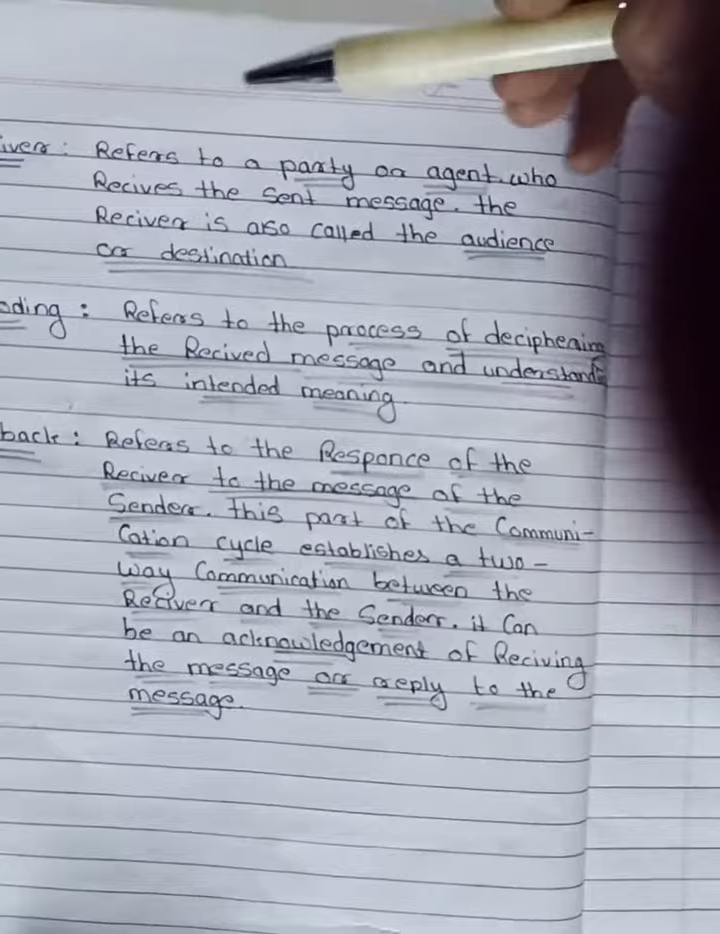 iver: Refers to a party or agent who
Recives the sent message. the
Reciver is also called the audience
or destination
oding: Refers to the process of deciphering
the Recived message and understandi
its intended meaning.
back: Refers to the Responce of the
Reciver to the message of the
Sender. this part of the Communi-
Cation cycle establishes a two-
way Communication between the
Reciver and the Sender. it Can
be an acknowledgement of Reciving
the message or reply to the
message.